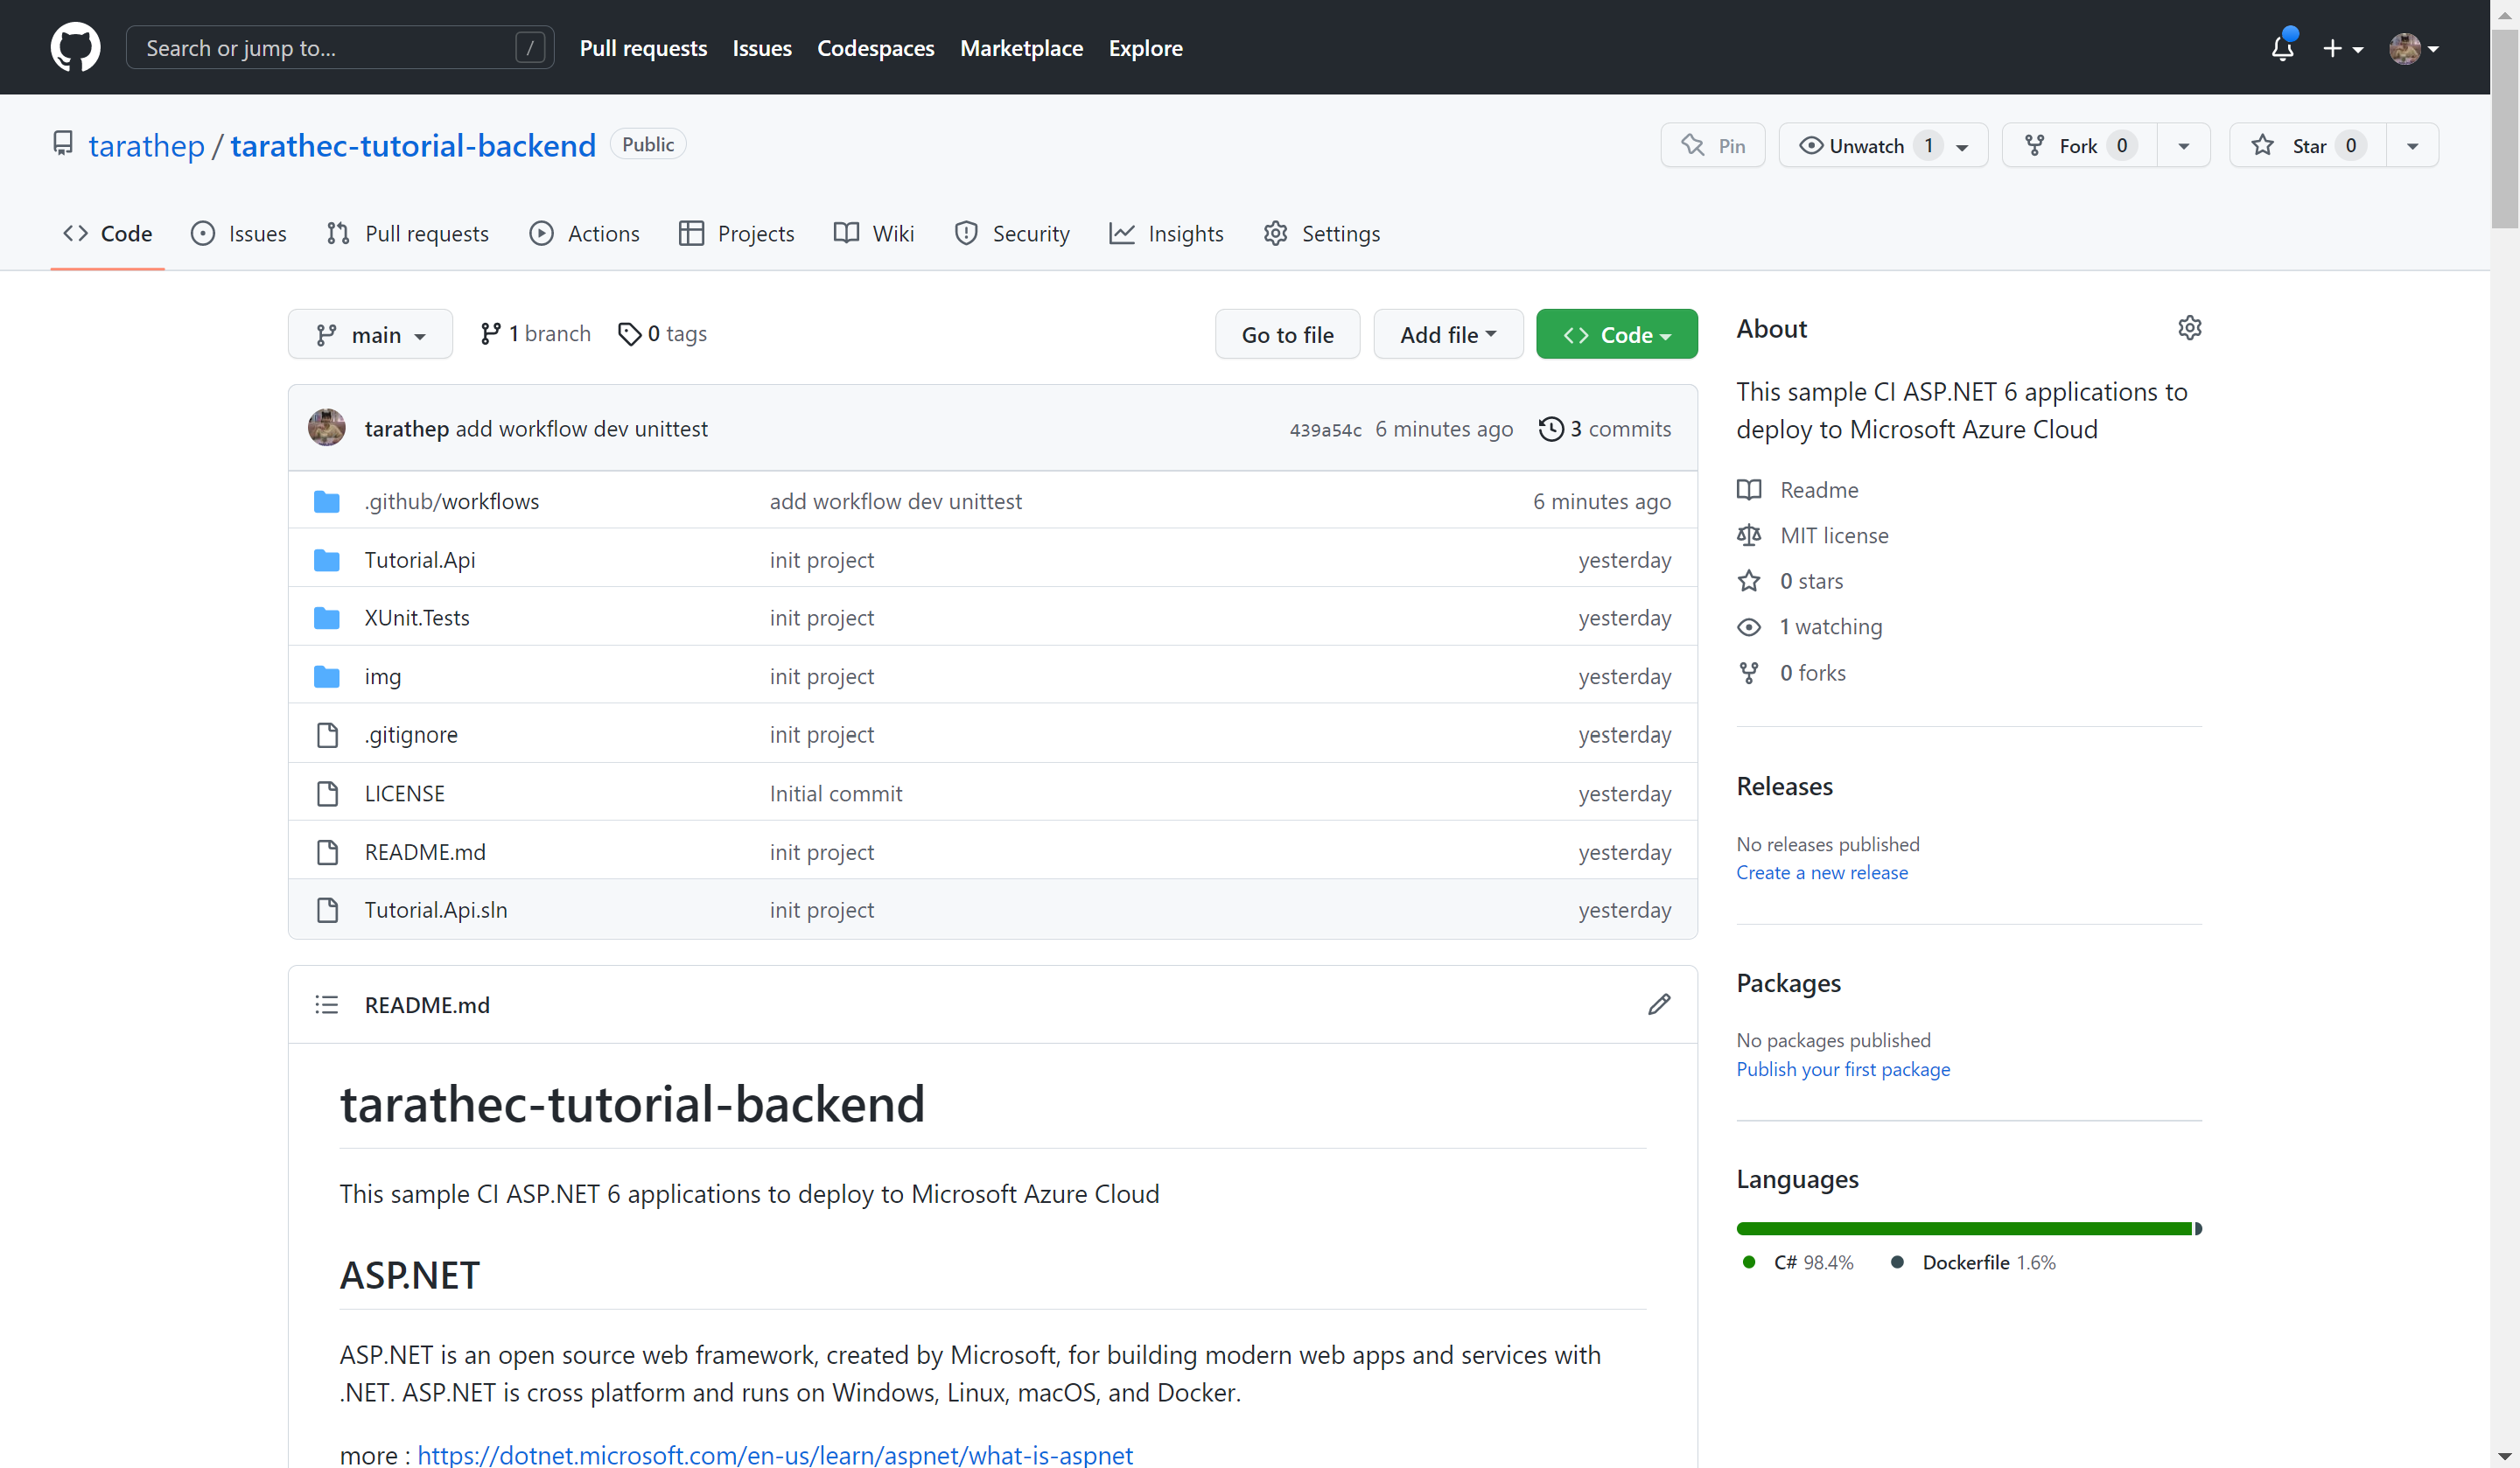 Search or jump to... /
Pull requests Issues Codespaces Marketplace Explore
tarathep / tarathec-tutorial-backend Public
Pin Unwatch 1 Fork 0 Star 0
Code Issues Pull requests Actions Projects Wiki Security Insights Settings
main 1 branch 0 tags Go to file Add file Code
tarathep add workflow dev unittest 439a54c 6 minutes ago 3 commits
.github/workflows add workflow dev unittest 6 minutes ago
Tutorial.Api init project yesterday
XUnit.Tests init project yesterday
img init project yesterday
.gitignore init project yesterday
LICENSE Initial commit yesterday
README.md init project yesterday
Tutorial.Api.sln init project yesterday
README.md
tarathec-tutorial-backend
This sample CI ASP.NET 6 applications to deploy to Microsoft Azure Cloud
ASP.NET
ASP.NET is an open source web framework, created by Microsoft, for building modern web apps and services with
.NET. ASP.NET is cross platform and runs on Windows, Linux, macOS, and Docker.
more : https://dotnet.microsoft.com/en-us/learn/aspnet/what-is-aspnet
About
This sample CI ASP.NET 6 applications to
deploy to Microsoft Azure Cloud
Readme
MIT license
0 stars
1 watching
0 forks
Releases
No releases published
Create a new release
Packages
No packages published
Publish your first package
Languages
C# 98.4% Dockerfile 1.6%